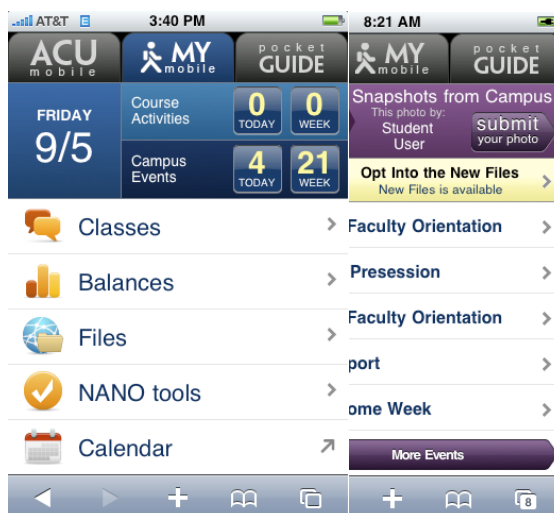 AT&T E 3:40 PM
ACU mobile MY mobile pocket GUIDE
FRIDAY
9/5
Course Activities 0 TODAY 0 WEEK
Campus Events 4 TODAY 21 WEEK
Classes
Balances
Files
NANO tools
Calendar
8:21 AM
MY mobile pocket GUIDE
Snapshots from Campus
This photo by:
Student
User
submit
your photo
Opt Into the New Files
New Files is available
Faculty Orientation
Presession
Faculty Orientation
port
ome Week
More Events
8